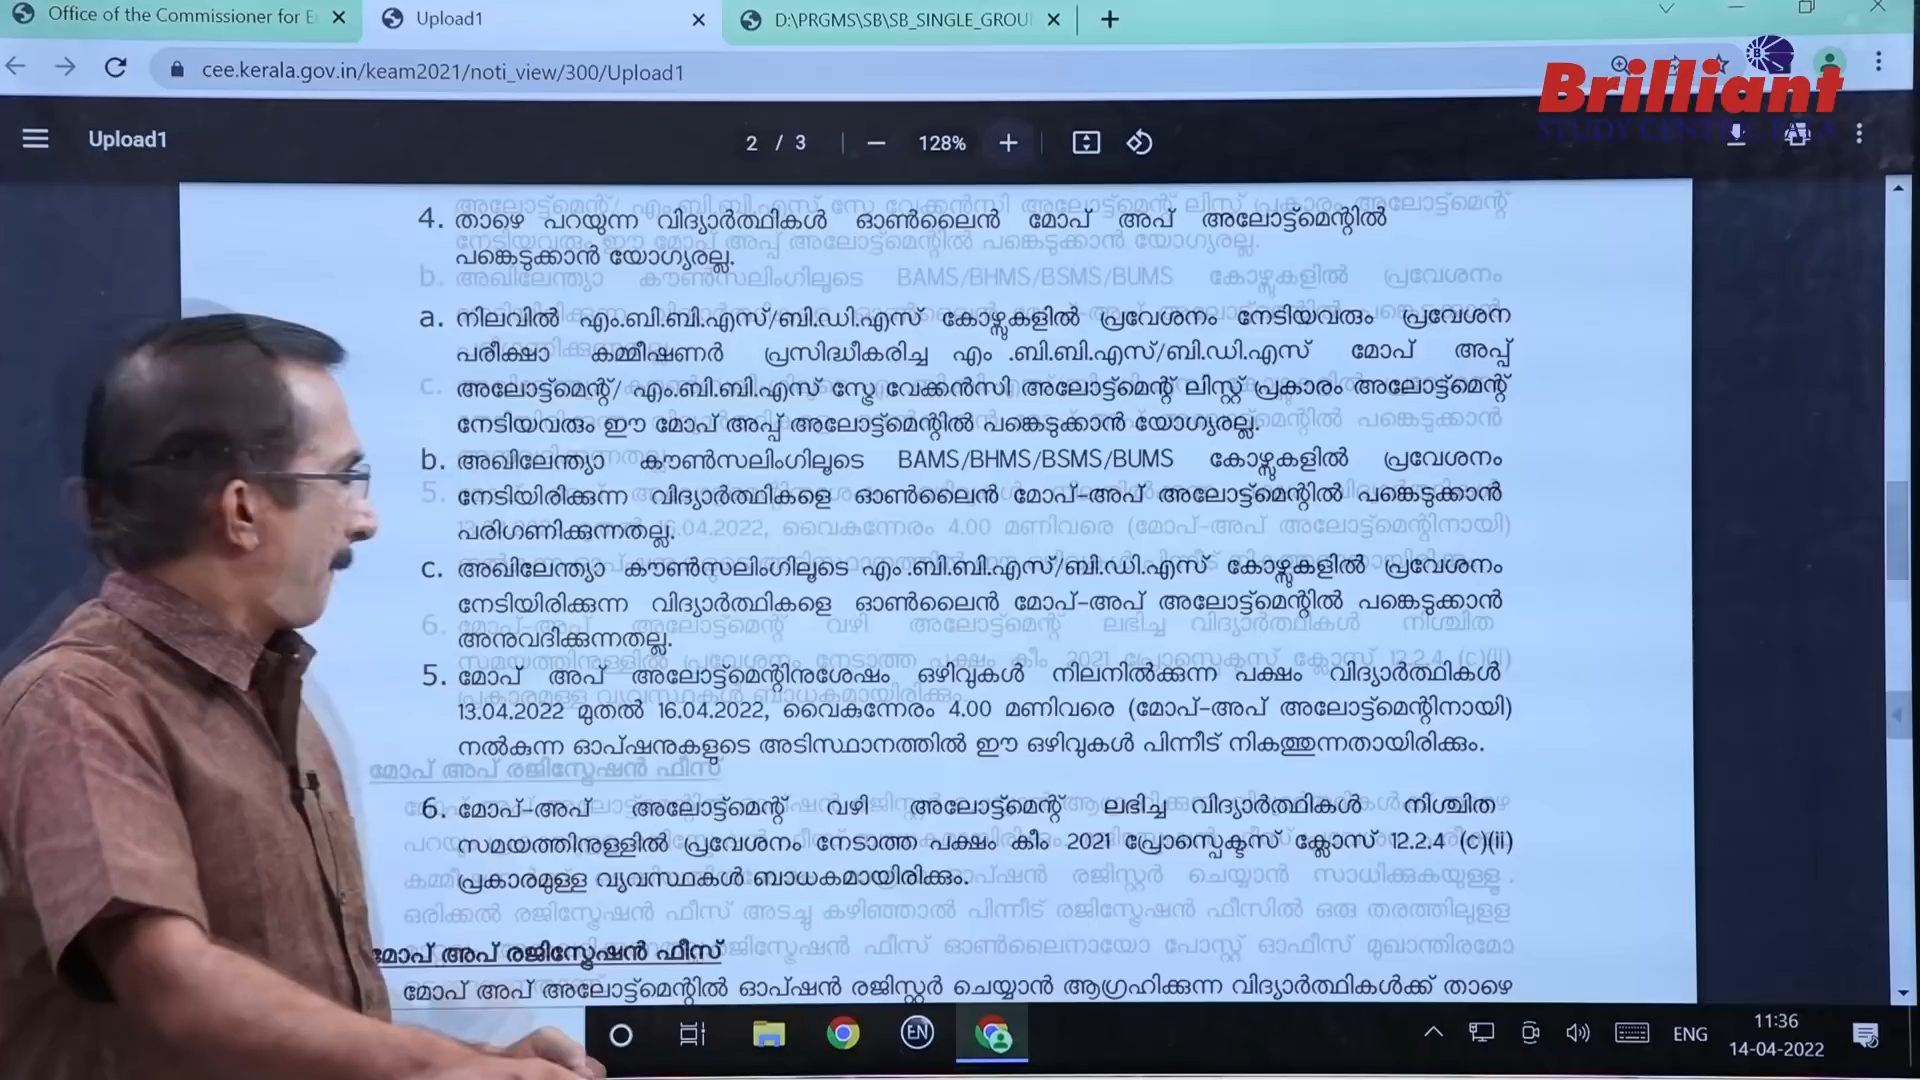 Office of the Commissioner for E
Upload1
D:\PRGMS\SB\SB_SINGLE_GROU
cee.kerala.gov.in/keam2021/noti_view/300/Upload1
Brilliant
STUDY CENTRE, PALA
Upload1
2 / 3
128%
4. താഴെ പറയുന്ന വിദ്യാർത്ഥികൾ ഓൺലൈൻ മോപ് അപ് അലോട്ട്മെന്റിൽ
പങ്കെടുക്കാൻ യോഗ്യരല്ല.
a. നിലവിൽ എം.ബി.ബി.എസ്/ബി.ഡി.എസ് കോഴ്സുകളിൽ പ്രവേശനം നേടിയവരും പ്രവേശന
പരീക്ഷാ കമ്മീഷണർ പ്രസിദ്ധീകരിച്ച എം .ബി.ബി.എസ്/ബി.ഡി.എസ് മോപ് അപ്പ്
അലോട്ട്മെന്റ്/ എം.ബി.ബി.എസ് സ്ട്രേ വേക്കൻസി അലോട്ട്മെന്റ് ലിസ്റ്റ് പ്രകാരം അലോട്ട്മെന്റ്
നേടിയവരും ഈ മോപ് അപ്പ് അലോട്ട്മെന്റിൽ പങ്കെടുക്കാൻ യോഗ്യരല്ല.
b. അഖിലേന്ത്യാ കൗൺസലിംഗിലൂടെ BAMS/BHMS/BSMS/BUMS കോഴ്സുകളിൽ പ്രവേശനം
നേടിയിരിക്കുന്ന വിദ്യാർത്ഥികളെ ഓൺലൈൻ മോപ്-അപ് അലോട്ട്മെന്റിൽ പങ്കെടുക്കാൻ
പരിഗണിക്കുന്നതല്ല.
c. അഖിലേന്ത്യാ കൗൺസലിംഗിലൂടെ എം .ബി.ബി.എസ്/ബി.ഡി.എസ് കോഴ്സുകളിൽ പ്രവേശനം
നേടിയിരിക്കുന്ന വിദ്യാർത്ഥികളെ ഓൺലൈൻ മോപ്-അപ് അലോട്ട്മെന്റിൽ പങ്കെടുക്കാൻ
അനുവദിക്കുന്നതല്ല.
5. മോപ് അപ് അലോട്ട്മെന്റിനുശേഷം ഒഴിവുകൾ നിലനിൽക്കുന്ന പക്ഷം വിദ്യാർത്ഥികൾ
13.04.2022 മുതൽ 16.04.2022, വൈകുന്നേരം 4.00 മണിവരെ (മോപ്-അപ് അലോട്ട്മെന്റിനായി)
നൽകുന്ന ഓപ്ഷനുകളുടെ അടിസ്ഥാനത്തിൽ ഈ ഒഴിവുകൾ പിന്നീട് നികത്തുന്നതായിരിക്കും.
6. മോപ്-അപ് അലോട്ട്മെന്റ് വഴി അലോട്ട്മെന്റ് ലഭിച്ച വിദ്യാർത്ഥികൾ നിശ്ചിത
സമയത്തിനുള്ളിൽ പ്രവേശനം നേടാത്ത പക്ഷം കീം 2021 പ്രോസ്പെക്ടസ് ക്ലോസ് 12.2.4 (c)(ii)
പ്രകാരമുള്ള വ്യവസ്ഥകൾ ബാധകമായിരിക്കും.
മോപ് അപ് രജിസ്ട്രേഷൻ ഫീസ്
മോപ് അപ് അലോട്ട്മെന്റിൽ ഓപ്ഷൻ രജിസ്റ്റർ ചെയ്യാൻ ആഗ്രഹിക്കുന്ന വിദ്യാർത്ഥികൾക്ക് താഴെ
EN
ENG
11:36
14-04-2022